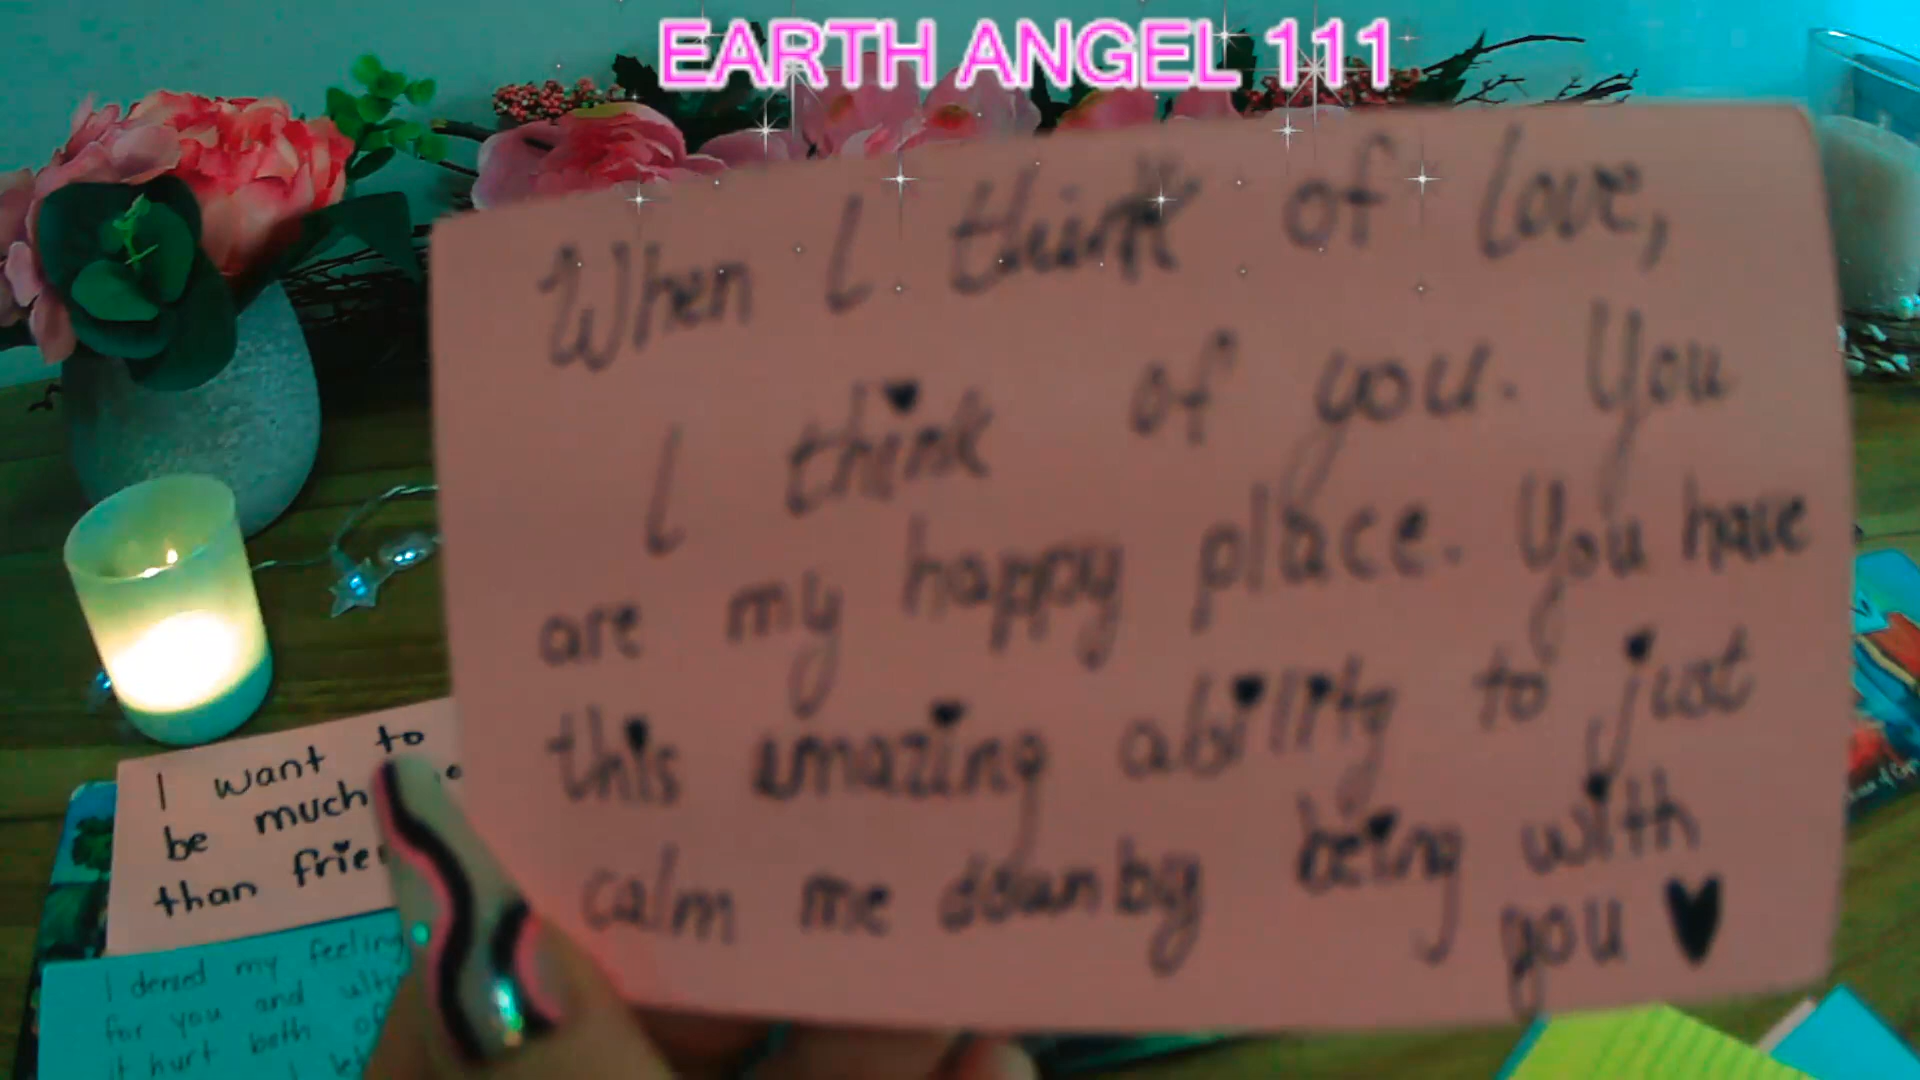 EARTH ANGEL 111
When I think of love,
I think of you. You
are my happy place. You have
this amazing ability to just
calm me down by being with
you ♥
I want to
be much
than
I denied my feeling
for you and
it hurt both of